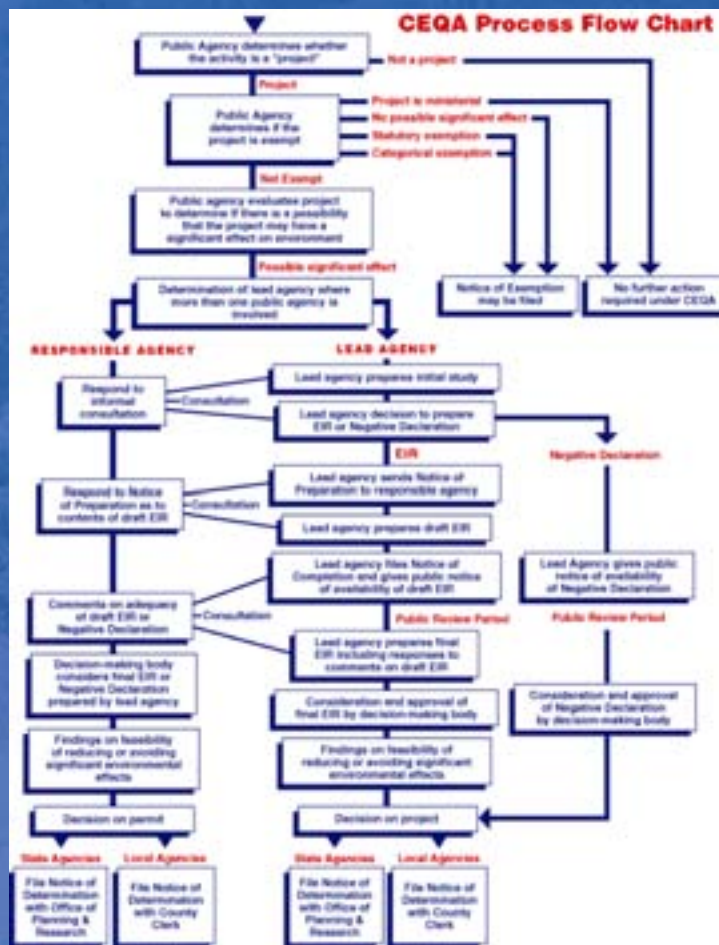 CEQA Process Flow Chart
Public Agency determines whether
the activity is a "project"
Not a project
Project
Public Agency
determines if the
project is exempt
Project is ministerial
No possible significant effect
Statutory exemption
Categorical exemption
Not Exempt
Public agency evaluates project
to determine if there is a possibility
that the project may have a
significant effect on environment
Possible significant effect
Determination of lead agency where
more than one public agency is
involved
Notice of Exemption
may be filed
No further action
required under CEQA
RESPONSIBLE AGENCY
LEAD AGENCY
Respond to
informal
consultation
Consultation
Lead agency prepares initial study
Lead agency decision to prepare
EIR or Negative Declaration
EIR
Negative Declaration
Respond to Notice
of Preparation as to
contents of draft EIR
Consultation
Lead agency sends Notice of
Preparation to responsible agency
Lead agency prepares draft EIR
Lead agency files Notice of
Completion and gives public notice
of availability of draft EIR
Lead Agency gives public
notice of availability
of Negative Declaration
Comments on adequacy
of draft EIR or
Negative Declaration
Consultation
Public Review Period
Public Review Period
Lead agency prepares final
EIR including responses to
comments on draft EIR
Decision-making body
considers final EIR or
Negative Declaration
prepared by lead agency
Consideration and approval of
final EIR by decision-making body
Consideration and approval
of Negative Declaration
by decision-making body
Findings on feasibility
of reducing or avoiding
significant environmental
effects
Findings on feasibility of
reducing or avoiding significant
environmental effects
Decision on permit
Decision on project
State Agencies
Local Agencies
State Agencies
Local Agencies
File Notice of
Determination
with Office of
Planning &
Research
File Notice of
Determination
with County
Clerk
File Notice of
Determination
with Office of
Planning &
Research
File Notice of
Determination
with County
Clerk